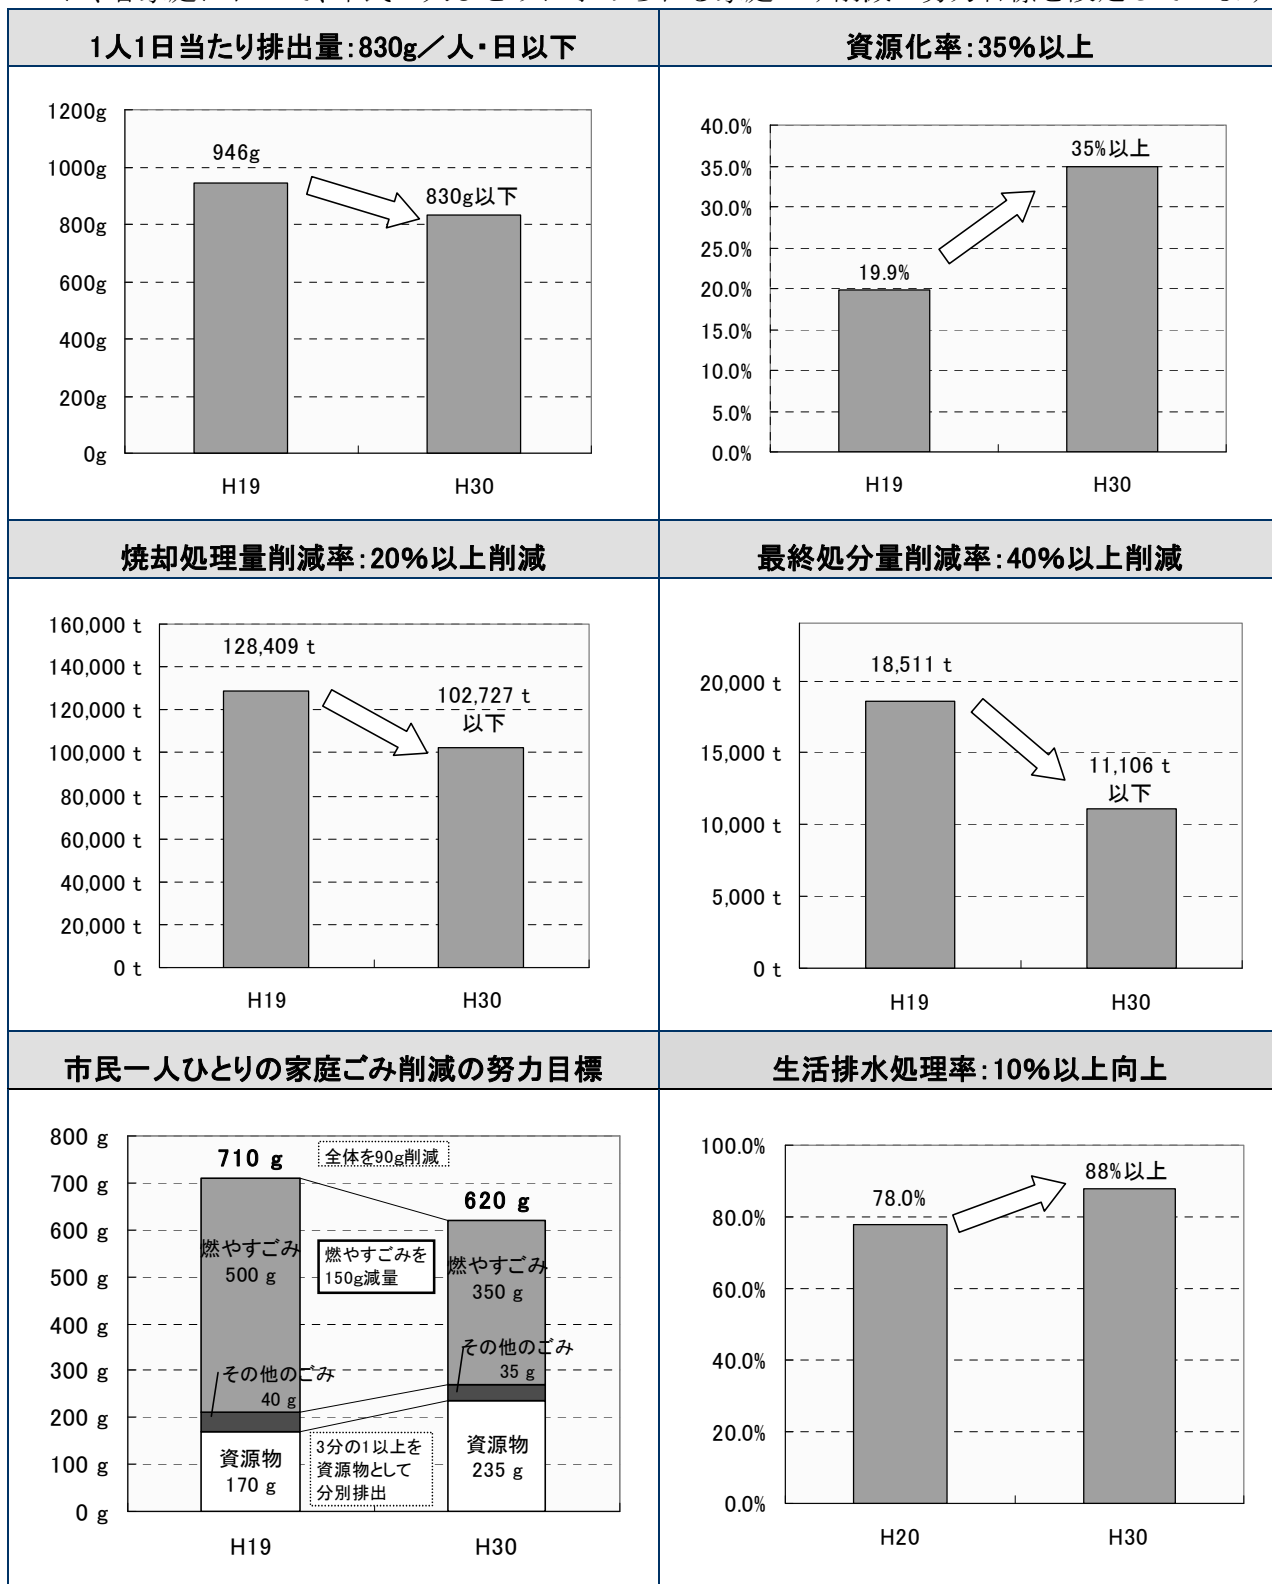 1人1日当たり排出量：830g／人・日以下
1200g
1000g
800g
600g
400g
200g
0g
946g
830g以下
H19
H30
資源化率：35%以上
40.0%
35.0%
30.0%
25.0%
20.0%
15.0%
10.0%
5.0%
0.0%
19.9%
35%以上
H19
H30
焼却処理量削減率：20%以上削減
160,000 t
140,000 t
120,000 t
100,000 t
80,000 t
60,000 t
40,000 t
20,000 t
0 t
128,409 t
102,727 t
以下
H19
H30
最終処分量削減率：40%以上削減
20,000 t
15,000 t
10,000 t
5,000 t
0 t
18,511 t
11,106 t
以下
H19
H30
市民一人ひとりの家庭ごみ削減の努力目標
800 g
700 g
600 g
500 g
400 g
300 g
200 g
100 g
0 g
710 g
全体を90g削減
620 g
燃やすごみ
500 g
燃やすごみを
150g減量
燃やすごみ
350 g
その他のごみ
40 g
その他のごみ
35 g
資源物
170 g
3分の1以上を
資源物として
分別排出
資源物
235 g
H19
H30
生活排水処理率：10%以上向上
100.0%
80.0%
60.0%
40.0%
20.0%
0.0%
78.0%
88%以上
H20
H30